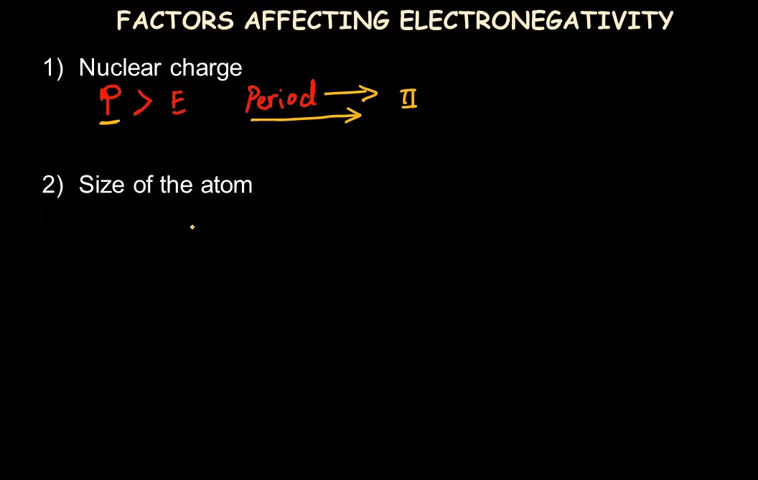 FACTORS AFFECTING ELECTRONEGATIVITY
1) Nuclear charge
P > E Period → II
2) Size of the atom